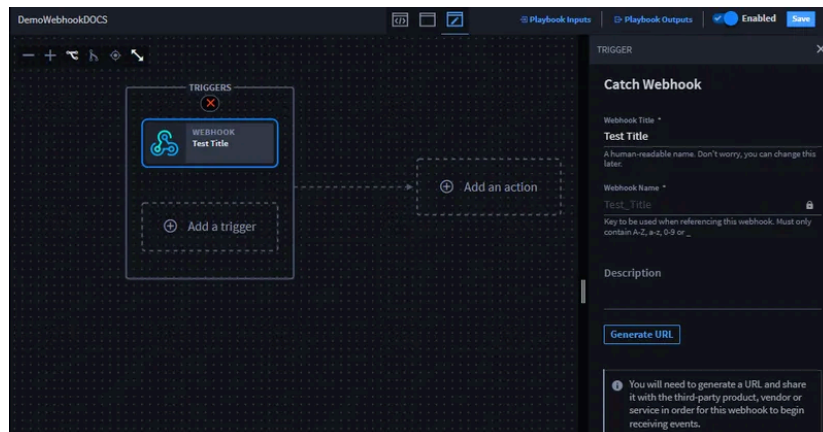 DemoWebhookDOCS
Playbook Inputs
Playbook Outputs
Enabled
Save
TRIGGERS
WEBHOOK
Test Title
Add a trigger
Add an action
TRIGGER
Catch Webhook
Webhook Title *
Test Title
A human-readable name. Don't worry, you can change this
later.
Webhook Name *
Test_Title
Key to be used when referencing this webhook. Must only
contain A-Z, a-z, 0-9 or _
Description
Generate URL
You will need to generate a URL and share
it with the third-party product, vendor or
service in order for this webhook to begin
receiving events.